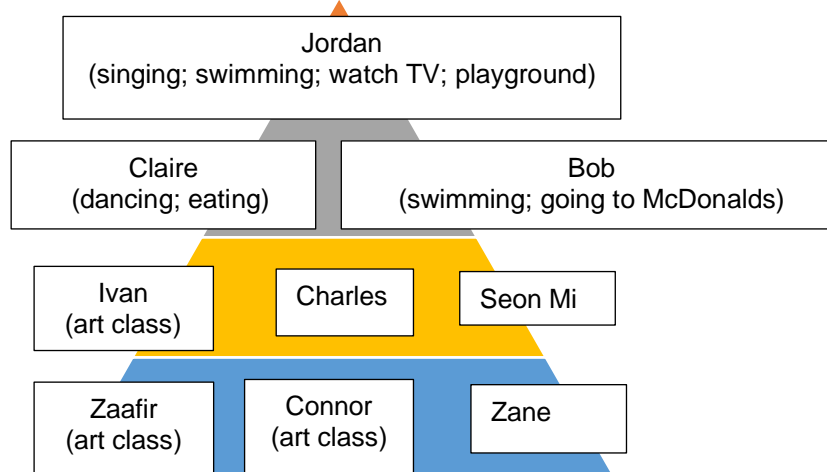 Jordan
(singing; swimming; watch TV; playground)
Claire
(dancing; eating)
Bob
(swimming; going to McDonalds)
Ivan
(art class)
Charles
Seon Mi
Zaafir
(art class)
Connor
(art class)
Zane